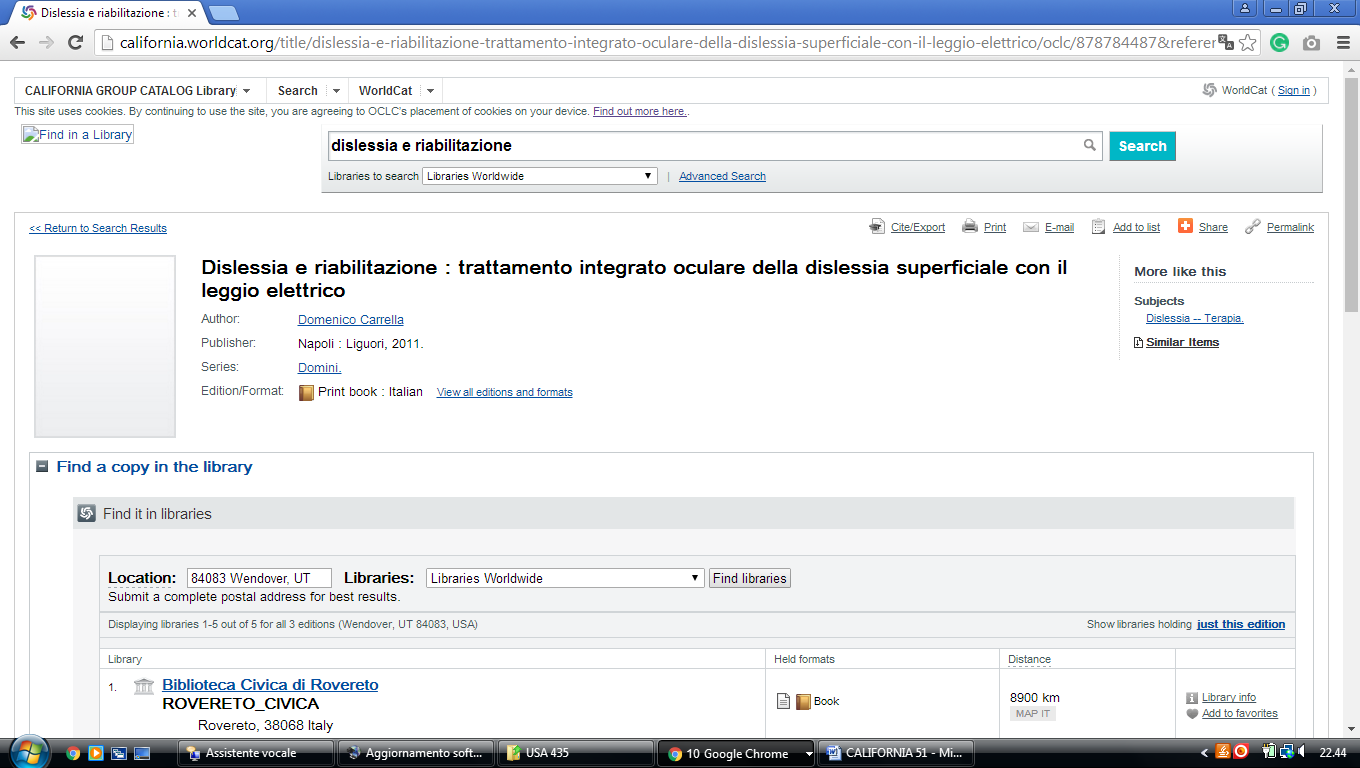 Dislessia e riabilitazione : t
california.worldcat.org/title/dislessia-e-riabilitazione-trattamento-integrato-oculare-della-dislessia-superficiale-con-il-leggio-elettrico/oclc/878784487&referer
CALIFORNIA GROUP CATALOG Library Search WorldCat WorldCat ( Sign in )
This site uses cookies. By continuing to use the site, you are agreeing to OCLC's placement of cookies on your device. Find out more here..
Find in a Library
dislessia e riabilitazione Search
Libraries to search Libraries Worldwide | Advanced Search
<< Return to Search Results Cite/Export Print E-mail Add to list Share Permalink
Dislessia e riabilitazione : trattamento integrato oculare della dislessia superficiale con il
leggio elettrico
Author: Domenico Carrella
Publisher: Napoli : Liguori, 2011.
Series: Domini.
Edition/Format: Print book : Italian View all editions and formats
More like this
Subjects
Dislessia -- Terapia.
Similar Items
Find a copy in the library
Find it in libraries
Location: 84083 Wendover, UT Libraries: Libraries Worldwide Find libraries
Submit a complete postal address for best results.
Displaying libraries 1-5 out of 5 for all 3 editions (Wendover, UT 84083, USA) Show libraries holding just this edition
Library Held formats Distance
1. Biblioteca Civica di Rovereto
ROVERETO_CIVICA
Rovereto, 38068 Italy
Book
8900 km
MAP IT
Library info
Add to favorites
Assistente vocale Aggiornamento soft... USA 435 10 Google Chrome CALIFORNIA 51 - Mi... 22.44